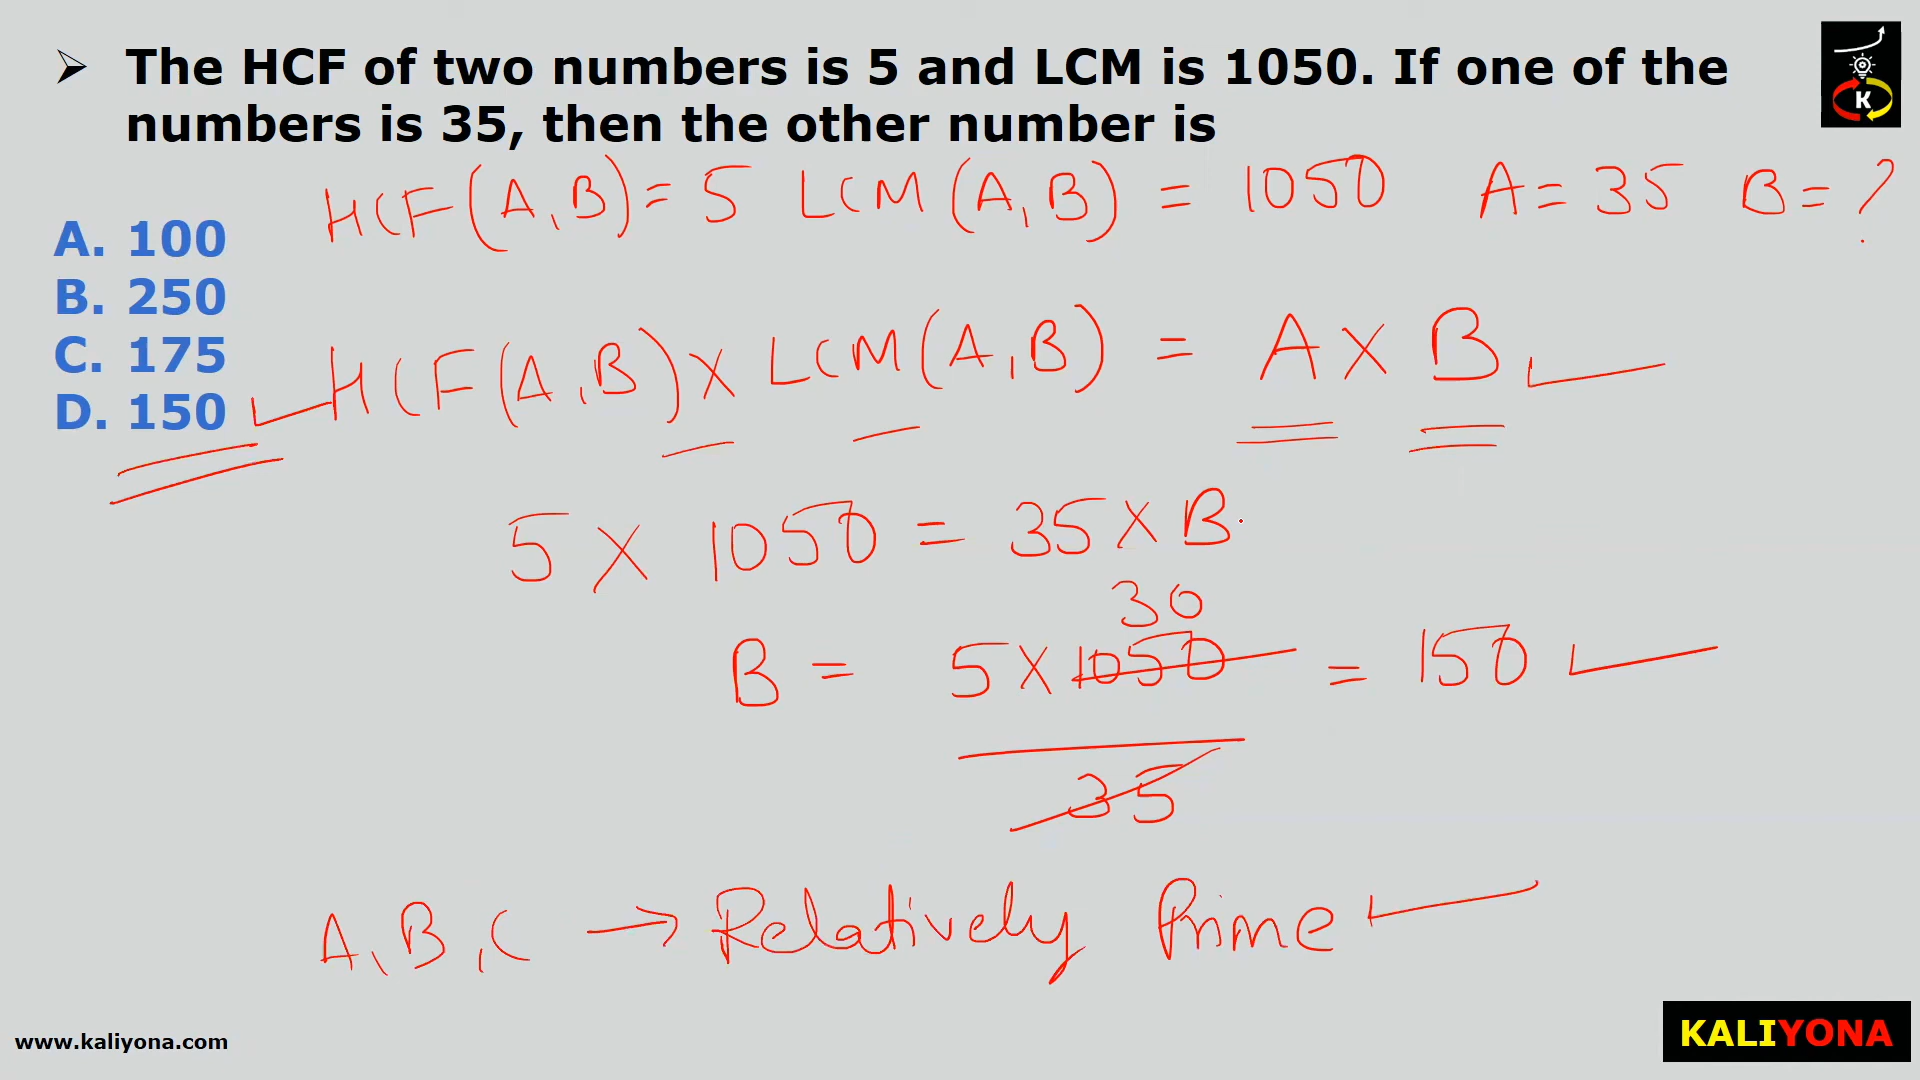 ➢ The HCF of two numbers is 5 and LCM is 1050. If one of the
numbers is 35, then the other number is
K
HCF(A,B) = 5 LCM(A,B) = 1050 A = 35 B = ?
A. 100
B. 250
C. 175
D. 150
HCF(A,B) X LCM(A,B) = A X B
5 X 1050 = 35 X B
30
B = 5 X 1050 = 150
35
A, B, C → Relatively Prime
www.kaliyona.com
KALIYONA